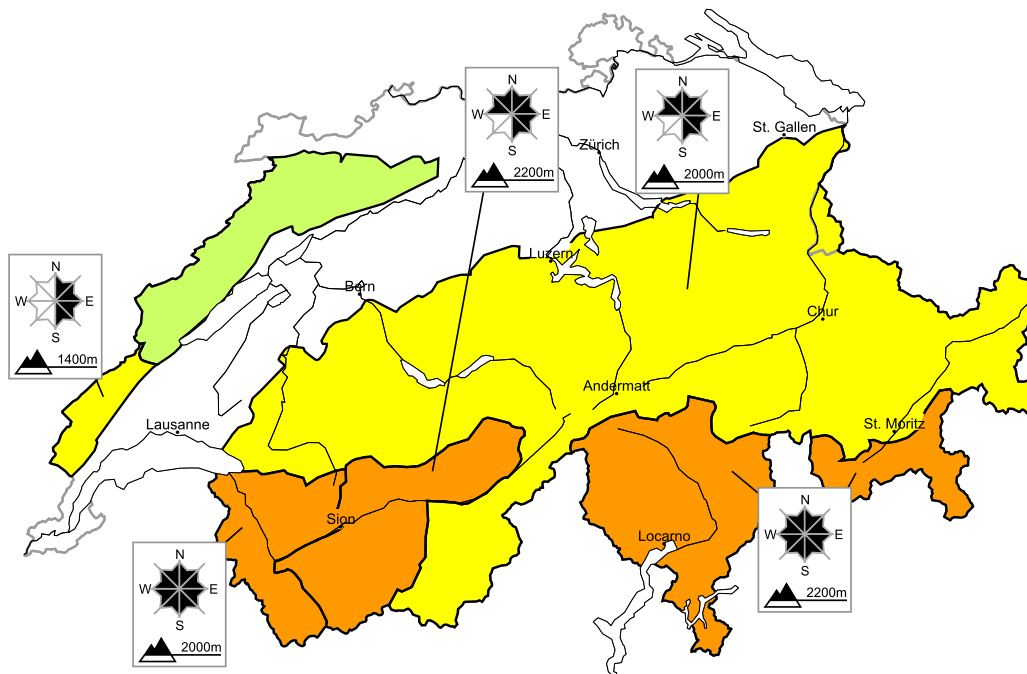 N
W E
S
2200m
N
W E
S
2000m
St. Gallen
Zürich
Luzern
N
W E
S
1400m
Bern
Chur
Andermatt
Lausanne
St. Moritz
Sion
Locarno
N
W E
S
2200m
N
W E
S
2000m